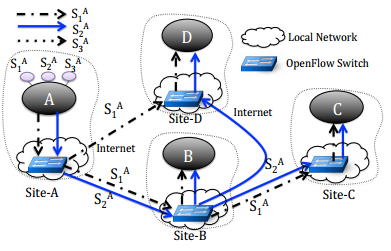 S₁ᴬ
S₂ᴬ
S₃ᴬ
Local Network
OpenFlow Switch
S₁ᴬ S₂ᴬ S₃ᴬ
A
D
C
B
S₁ᴬ
Internet
Internet
Site-D
S₁ᴬ
S₂ᴬ
S₂ᴬ
S₁ᴬ
Site-A
Site-B
Site-C